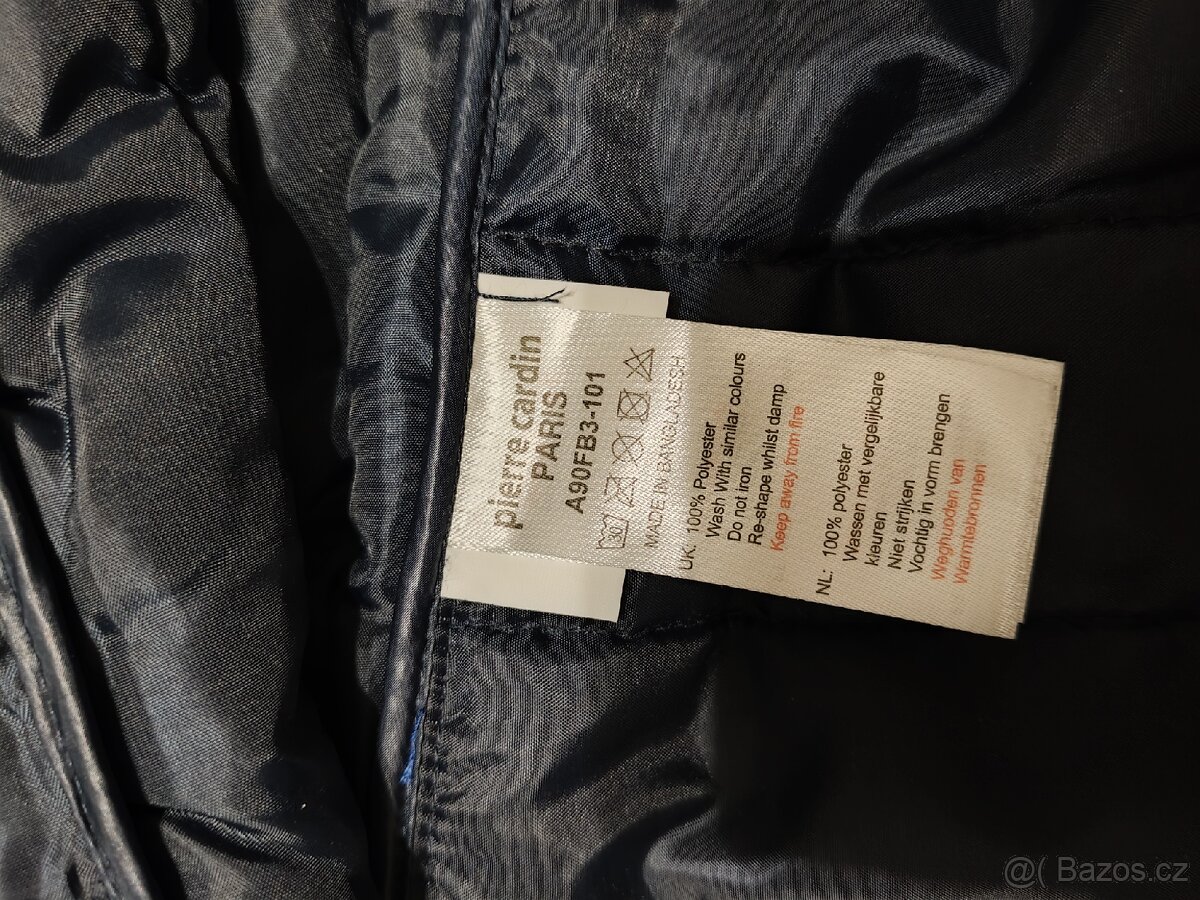 pierre cardin
PARIS
A90FB3-101
30
MADE IN BANGLADESH
UK: 100% Polyester
Wash With similar colours
Do not iron
Re-shape whilst damp
Keep away from fire
NL: 100% polyester
Wassen met vergelijkbare
kleuren
Niet strijken
Vochtig in vorm brengen
Weghuoden van
Warmtebronnen
@( Bazos.cz